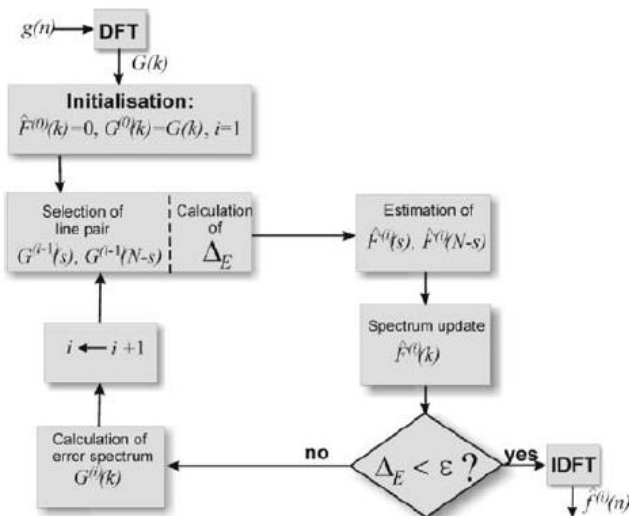 g(n)
DFT
G(k)
Initialisation:
F̂⁽⁰⁾(k)=0, G⁽⁰⁾(k)=G(k), i=1
Selection of
line pair
G⁽ⁱ⁻¹⁾(s), G⁽ⁱ⁻¹⁾(N-s)
Calculation
of
Δ_E
Estimation of
F̂⁽ⁱ⁾(s), F̂⁽ⁱ⁾(N-s)
Spectrum update
F̂⁽ⁱ⁾(k)
i ← i +1
Calculation of
error spectrum
G⁽ⁱ⁾(k)
no
Δ_E < ε ?
yes
IDFT
f̂⁽ⁱ⁾(n)